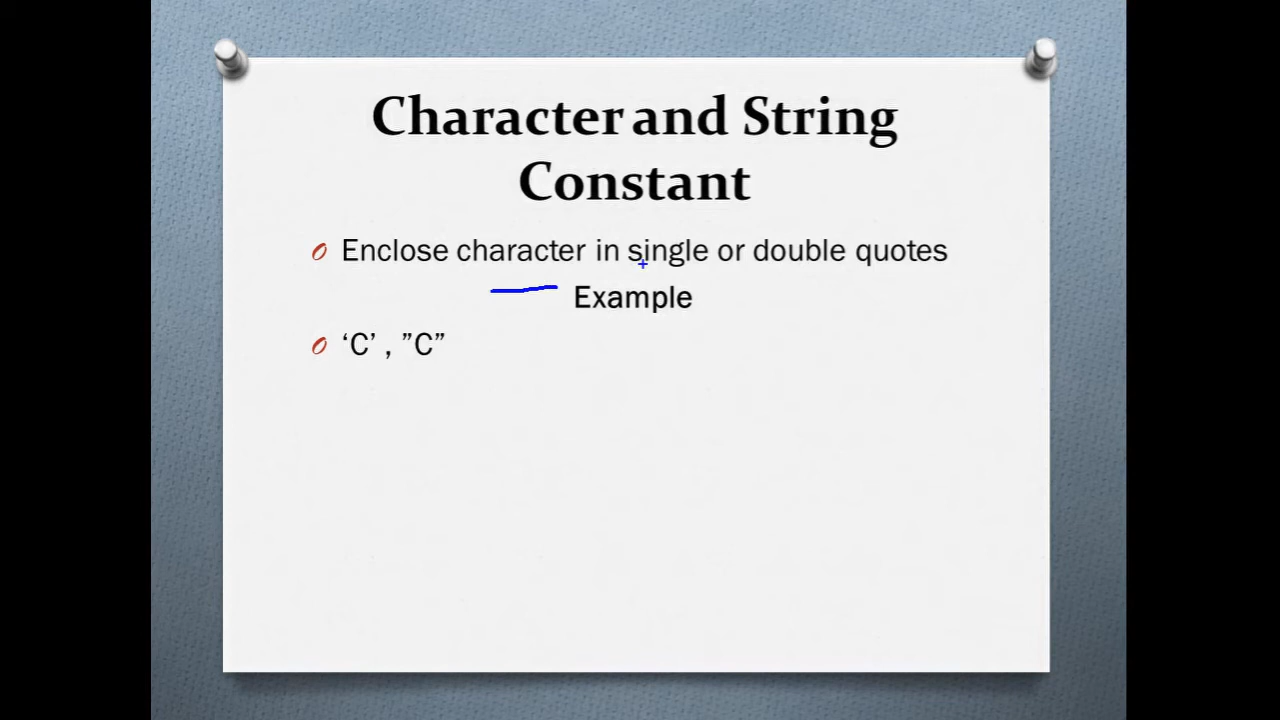 Character and String
Constant
Enclose character in single or double quotes
Example
‘C’ , ”C”